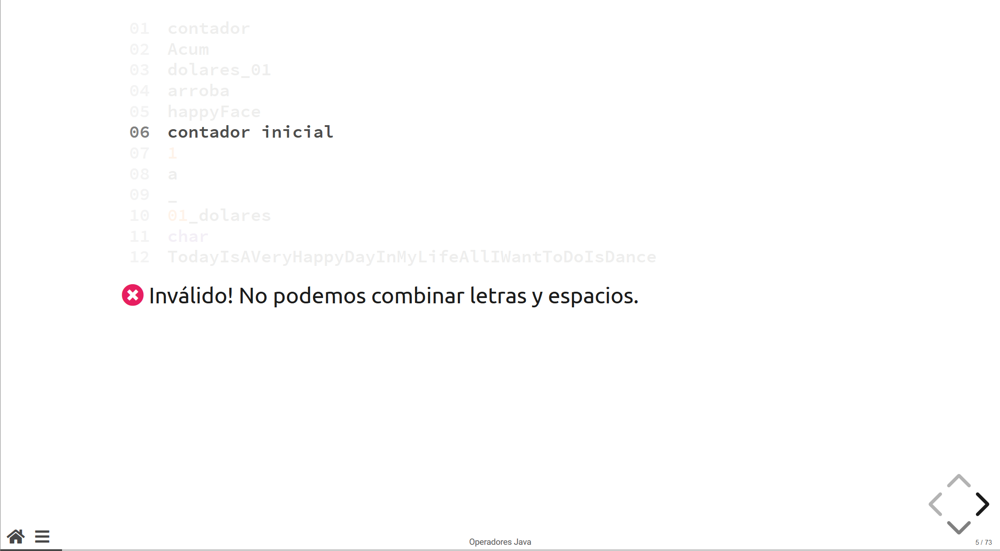 01 contador
02 Acum
03 dolares_01
04 arroba
05 happyFace
06 contador inicial
07 1
08 a
09 _
10 01_dolares
11 char
12 TodayIsAVeryHappyDayInMyLifeAllIWantToDoIsDance
Inválido! No podemos combinar letras y espacios.
Operadores Java
5 / 73